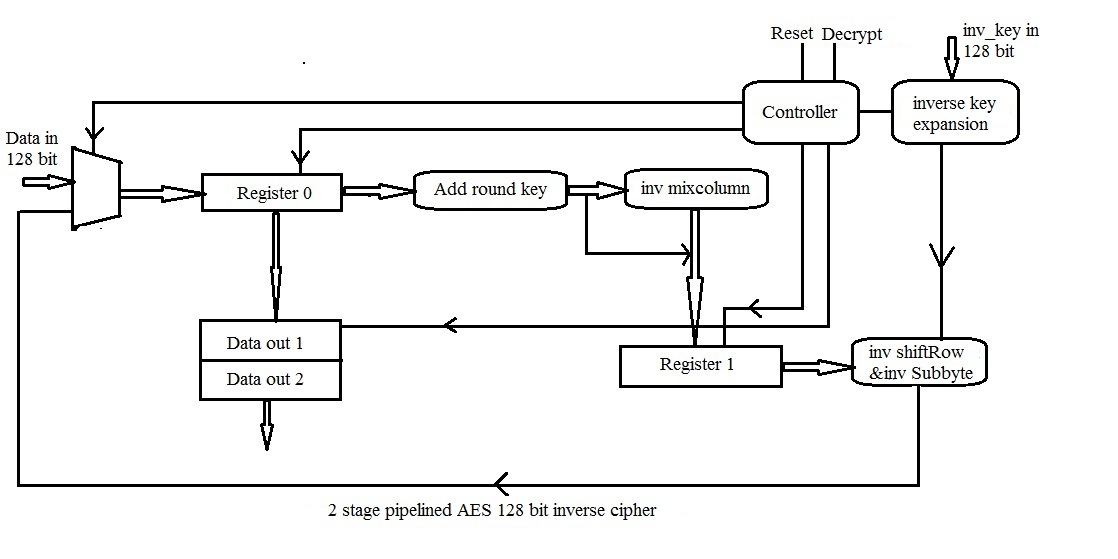 Reset Decrypt
inv_key in
128 bit
Controller
inverse key
expansion
Data in
128 bit
Register 0
Add round key
inv mixcolumn
Data out 1
Data out 2
Register 1
inv shiftRow
&inv Subbyte
2 stage pipelined AES 128 bit inverse cipher